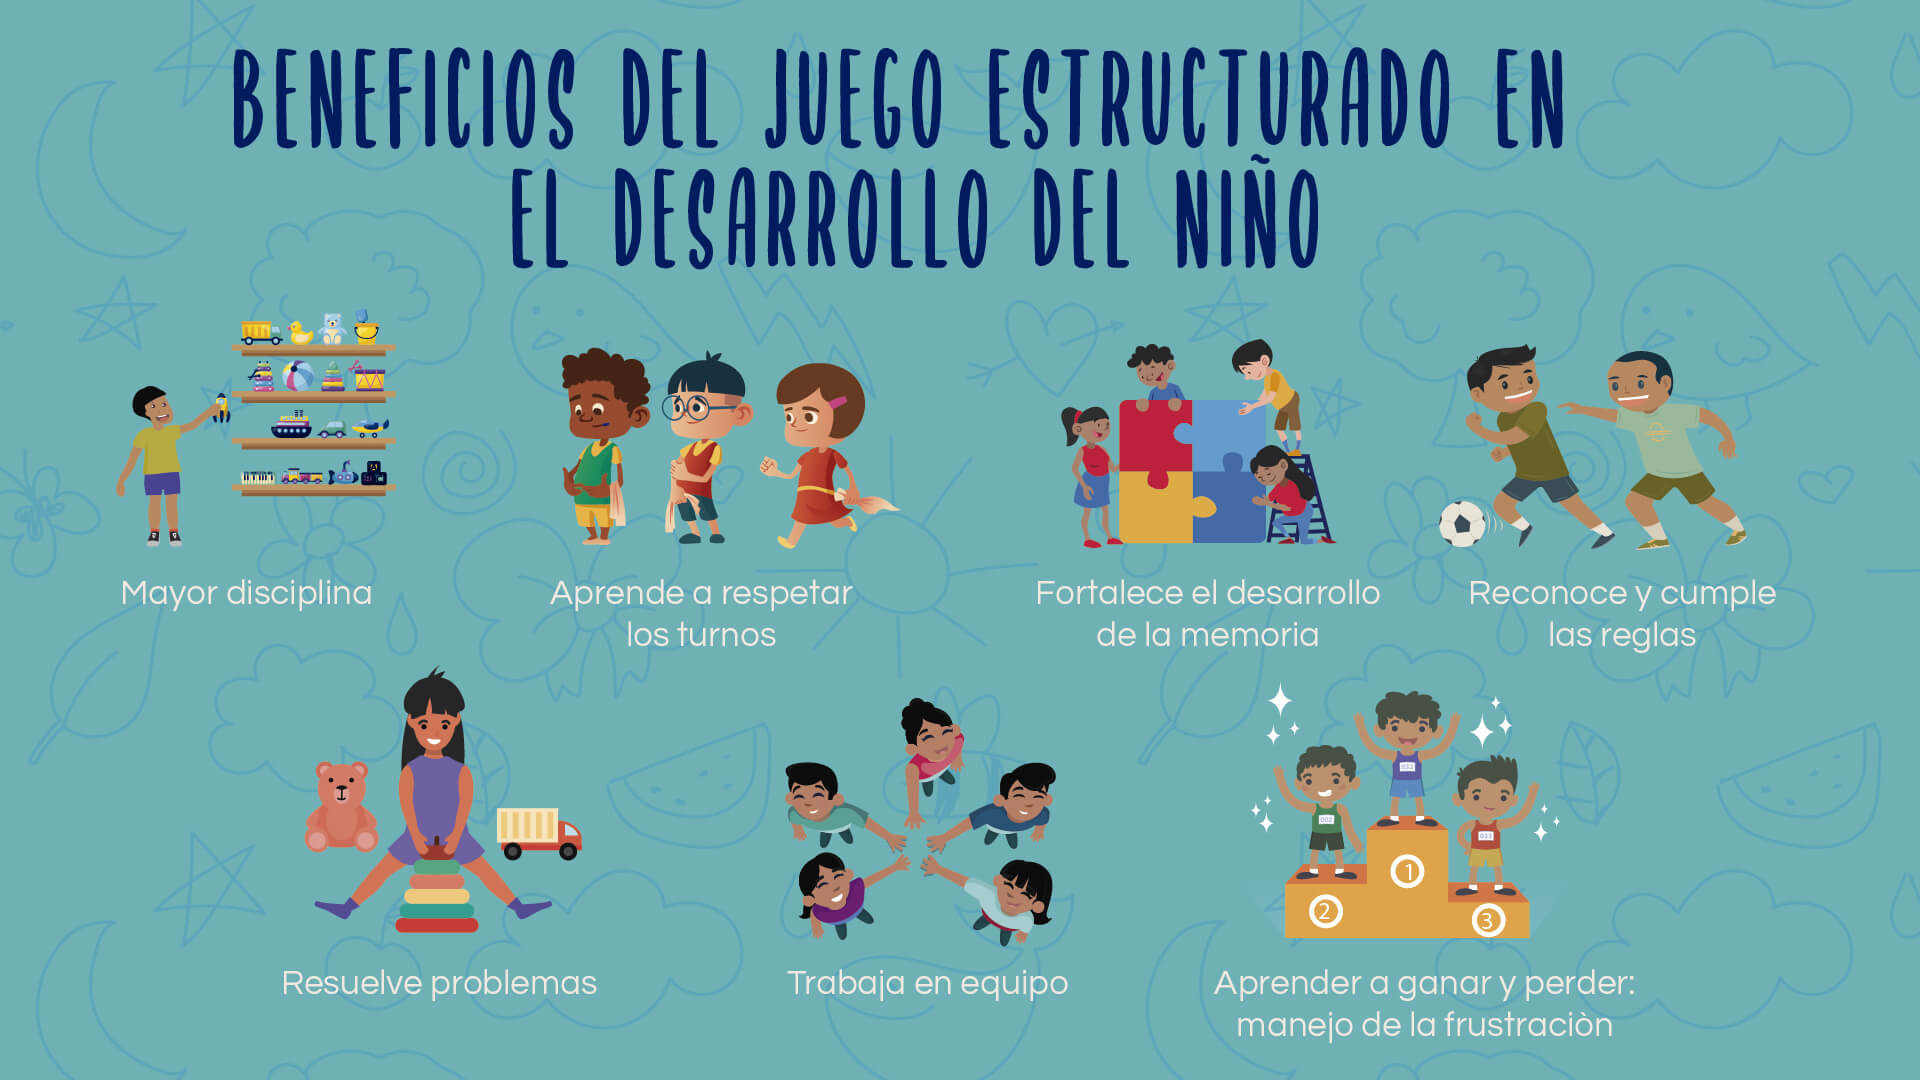 BENEFICIOS DEL JUEGO ESTRUCTURADO EN
EL DESARROLLO DEL NIÑO
Mayor disciplina
Aprende a respetar
los turnos
Fortalece el desarrollo
de la memoria
Reconoce y cumple
las reglas
Resuelve problemas
Trabaja en equipo
Aprender a ganar y perder:
manejo de la frustraciòn
1
2
3